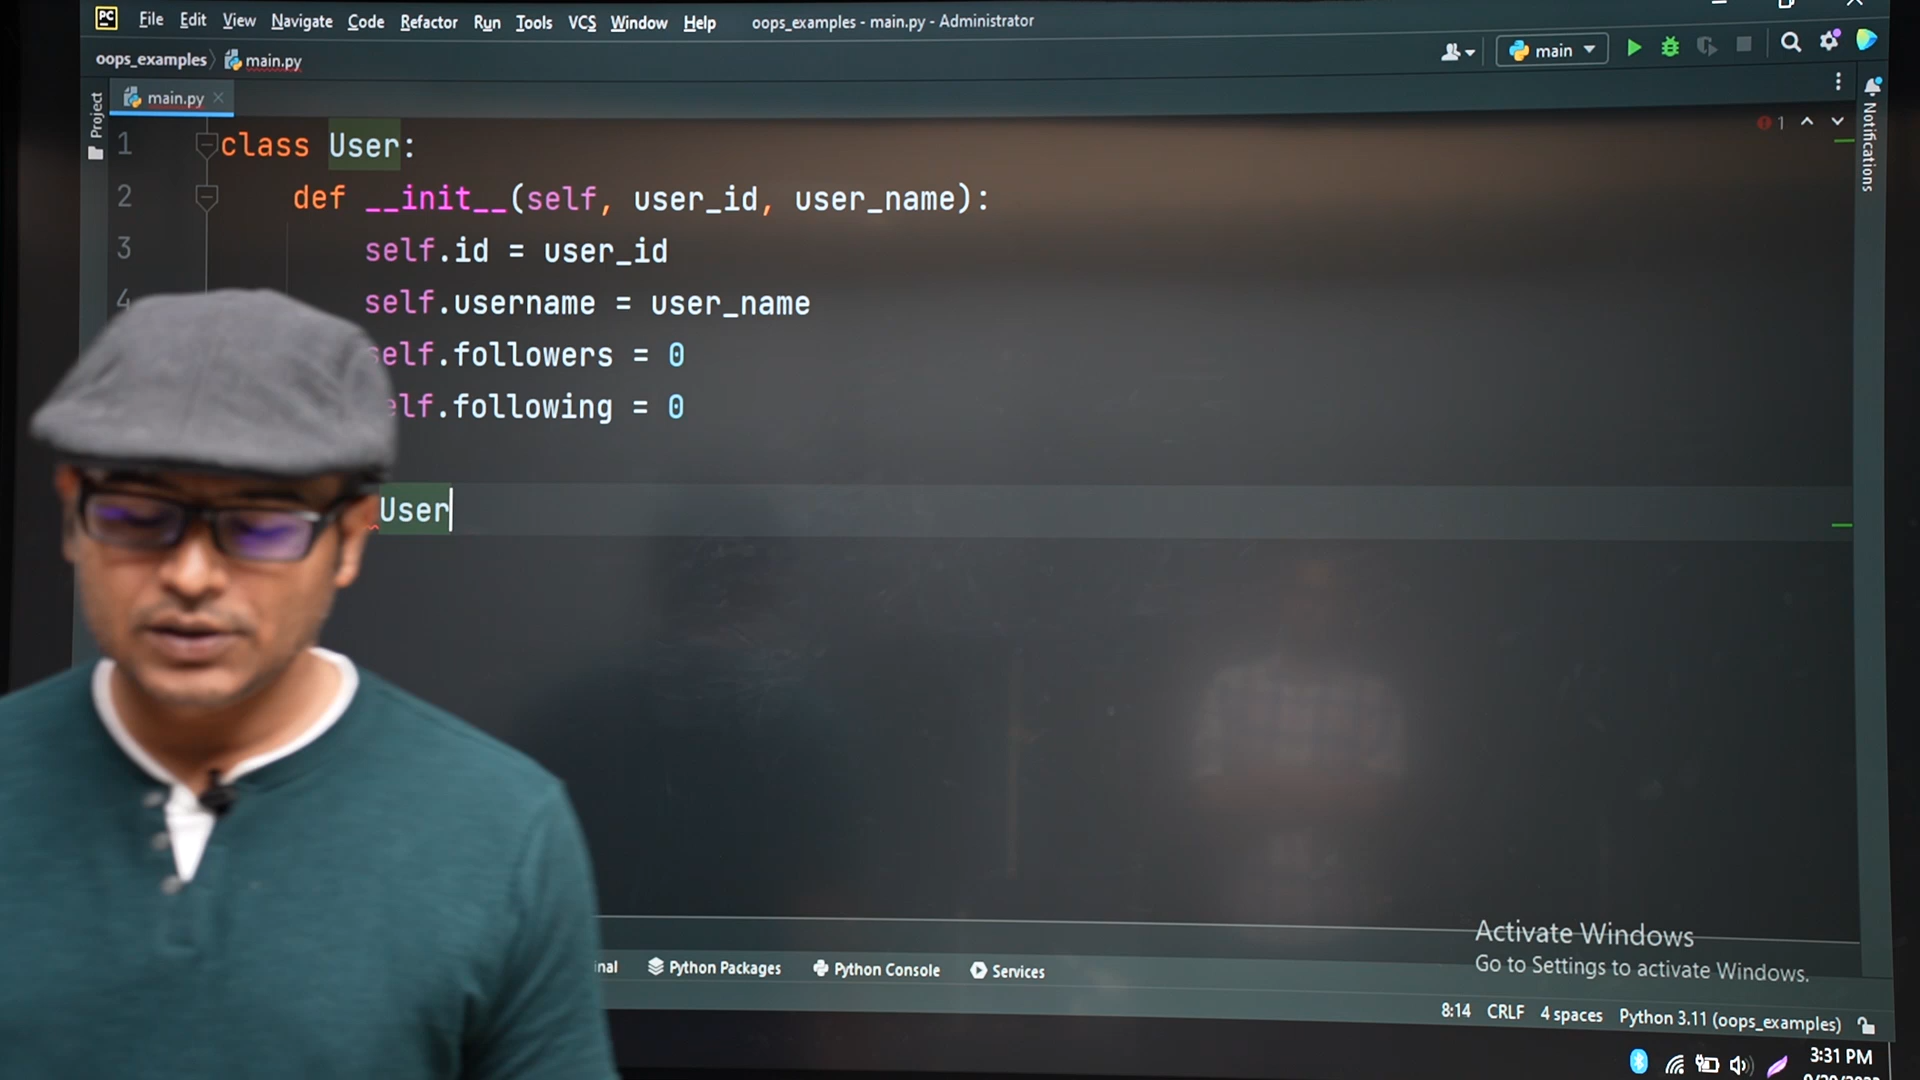 PC File Edit View Navigate Code Refactor Run Tools VCS Window Help oops_examples - main.py - Administrator
oops_examples main.py
main
Project
main.py
Notifications
1
1 class User:
2 def __init__(self, user_id, user_name):
3 self.id = user_id
4 self.username = user_name
self.followers = 0
elf.following = 0
User
Activate Windows
Go to Settings to activate Windows.
inal Python Packages Python Console Services
8:14 CRLF 4 spaces Python 3.11 (oops_examples)
3:31 PM